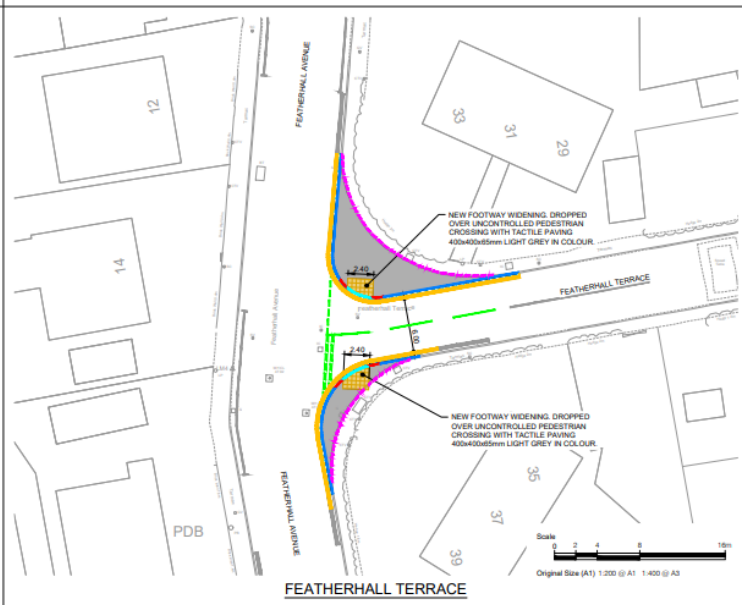 12
FEATHERHALL AVENUE
33
31
29
NEW FOOTWAY WIDENING. DROPPED
OVER UNCONTROLLED PEDESTRIAN
CROSSING WITH TACTILE PAVING
400x400x65mm LIGHT GREY IN COLOUR.
14
2.40
FEATHERHALL TERRACE
Featherhall Avenue
Featherhall Terrace
6.00
2.40
NEW FOOTWAY WIDENING. DROPPED
OVER UNCONTROLLED PEDESTRIAN
CROSSING WITH TACTILE PAVING
400x400x65mm LIGHT GREY IN COLOUR.
FEATHERHALL AVENUE
35
37
39
PDB
Scale
0 2 4 8 16m
Original Size (A1) 1:200 @ A1 1:400 @ A3
FEATHERHALL TERRACE